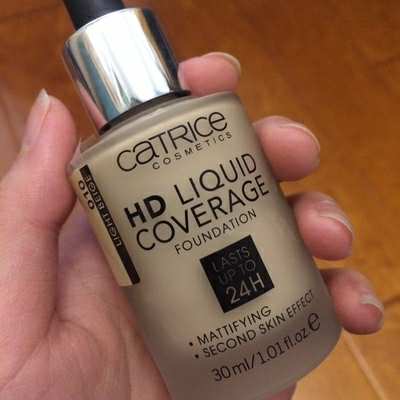 CATRICE
COSMETICS
HD LIQUID
COVERAGE
FOUNDATION
LASTS
UP TO
24H
• MATTIFYING
• SECOND SKIN EFFECT
30 ml/1.01 fl.oz ℮
LIGHT BEIGE
010